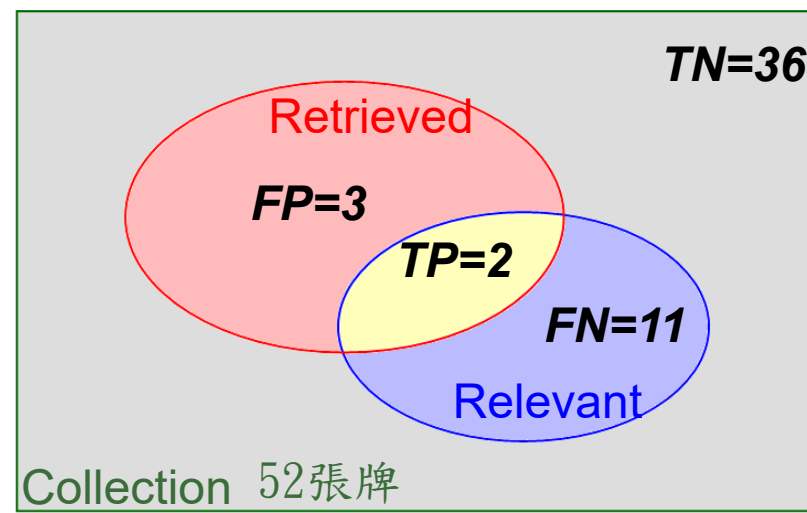 TN=36
Retrieved
FP=3
TP=2
FN=11
Relevant
Collection 52張牌